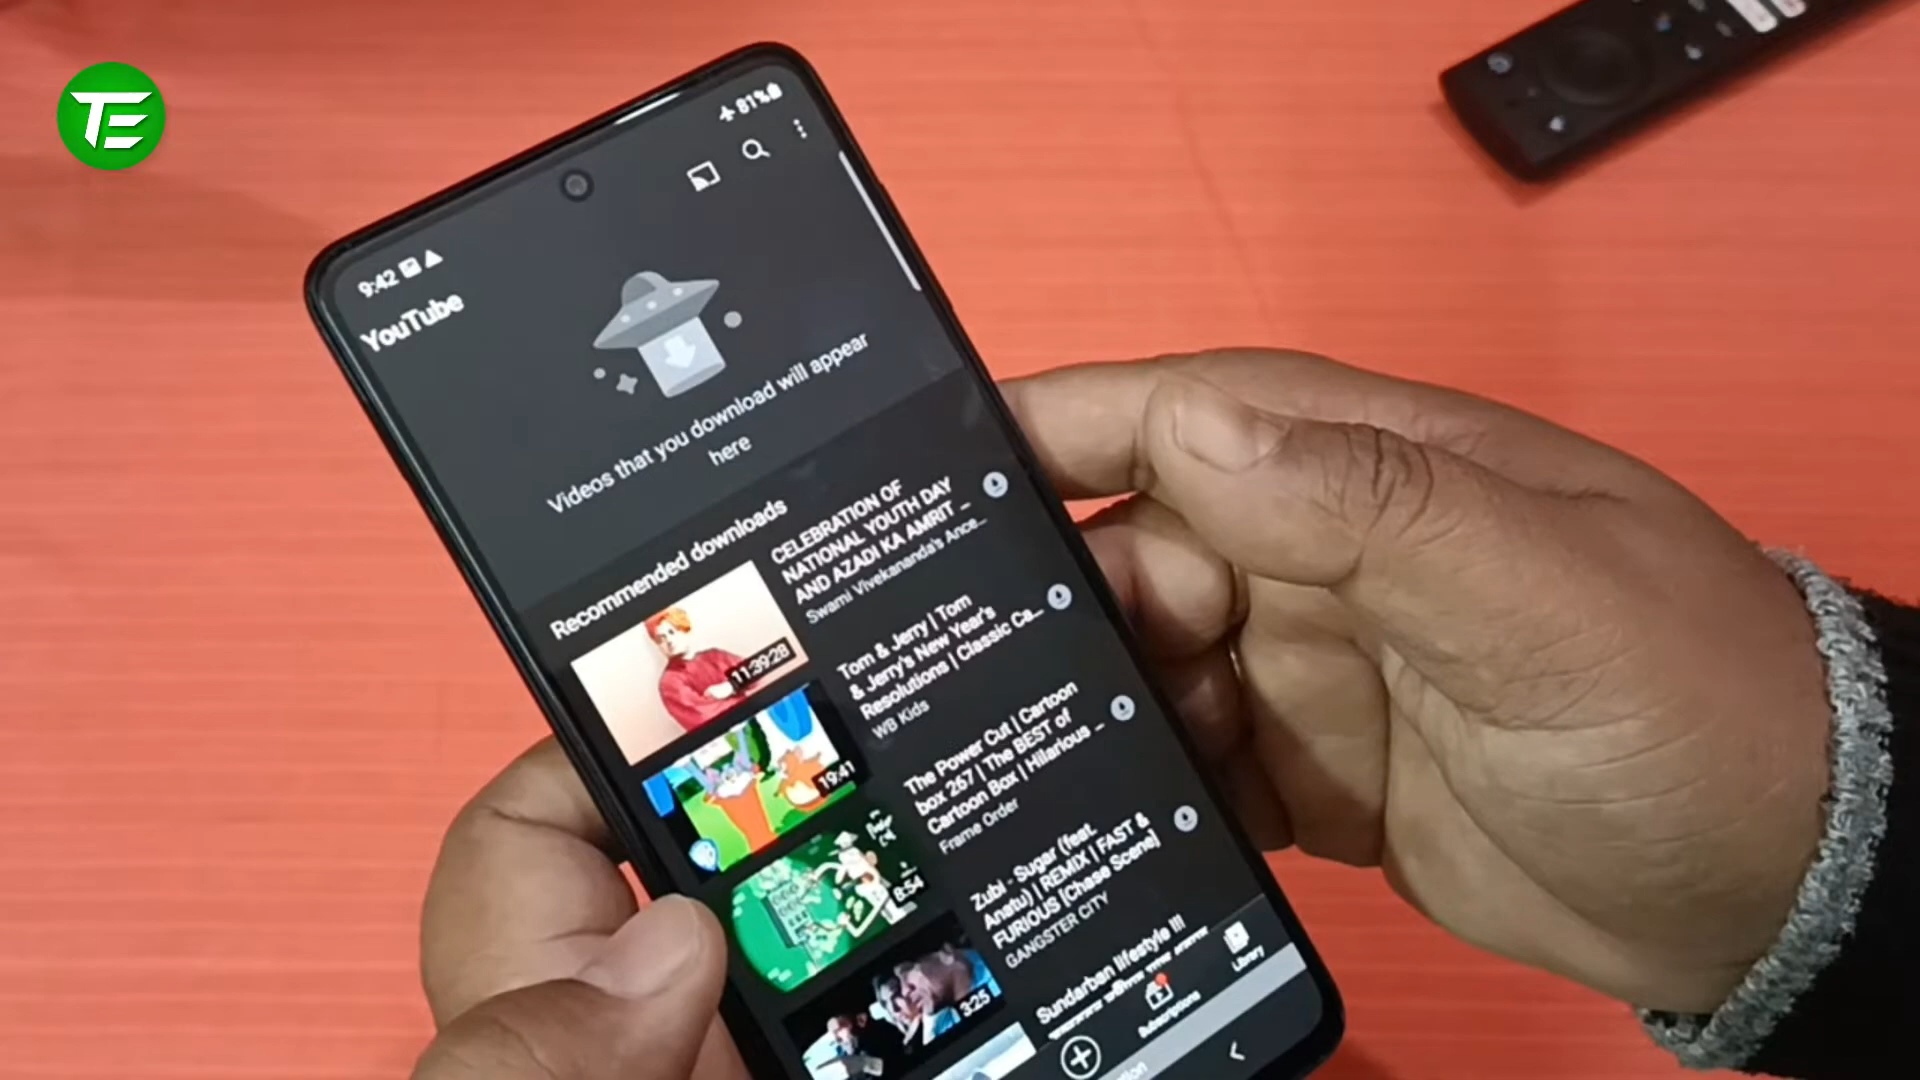 TE
81%
9:42
YouTube
Videos that you download will appear
here
Recommended downloads
CELEBRATION OF
NATIONAL YOUTH DAY
AND AZADI KA AMRIT ...
Swami Vivekananda's Ance...
11:39:28
Tom & Jerry | Tom
& Jerry's New Year's
Resolutions | Classic Ca...
WB Kids
19:41
The Power Cut | Cartoon
box 267 | The BEST of
Cartoon Box | Hilarious ...
Frame Order
8:54
Zubi - Sugar (feat.
Anatu) | REMIX | FAST &
FURIOUS [Chase Scene]
GANGSTER CITY
3:25
Sundarban lifestyle !!!
Subscriptions
Library